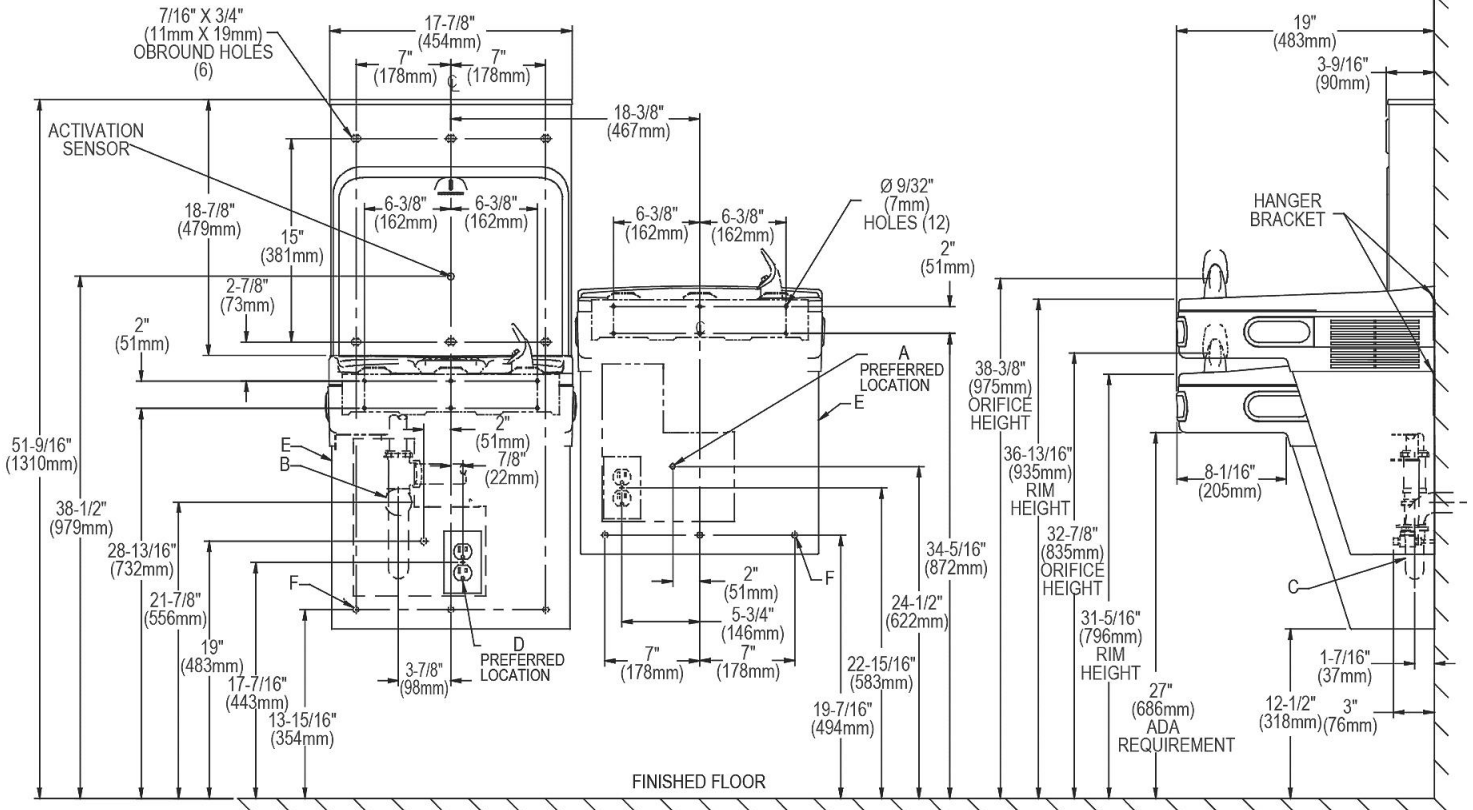 7/16" X 3/4"
(11mm X 19mm)
OBROUND HOLES
(6)
17-7/8"
(454mm)
7"
(178mm)
7"
(178mm)
℄
ACTIVATION
SENSOR
18-7/8"
(479mm)
15"
(381mm)
2-7/8"
(73mm)
2"
(51mm)
6-3/8"
(162mm)
6-3/8"
(162mm)
18-3/8"
(467mm)
6-3/8"
(162mm)
6-3/8"
(162mm)
Ø 9/32"
(7mm)
HOLES (12)
2"
(51mm)
℄
A
PREFERRED
LOCATION
E
51-9/16"
(1310mm)
38-1/2"
(979mm)
28-13/16"
(732mm)
21-7/8"
(556mm)
19"
(483mm)
17-7/16"
(443mm)
13-15/16"
(354mm)
E
B
F
2"
(51mm)
7/8"
(22mm)
3-7/8"
(98mm)
D
PREFERRED
LOCATION
F
2"
(51mm)
5-3/4"
(146mm)
7"
(178mm)
7"
(178mm)
34-5/16"
(872mm)
24-1/2"
(622mm)
22-15/16"
(583mm)
19-7/16"
(494mm)
FINISHED FLOOR
19"
(483mm)
3-9/16"
(90mm)
HANGER
BRACKET
38-3/8"
(975mm)
ORIFICE
HEIGHT
36-13/16"
(935mm)
RIM
HEIGHT
32-7/8"
(835mm)
ORIFICE
HEIGHT
31-5/16"
(796mm)
RIM
HEIGHT
27"
(686mm)
ADA
REQUIREMENT
8-1/16"
(205mm)
C
12-1/2"
(318mm)
1-7/16"
(37mm)
3"
(76mm)